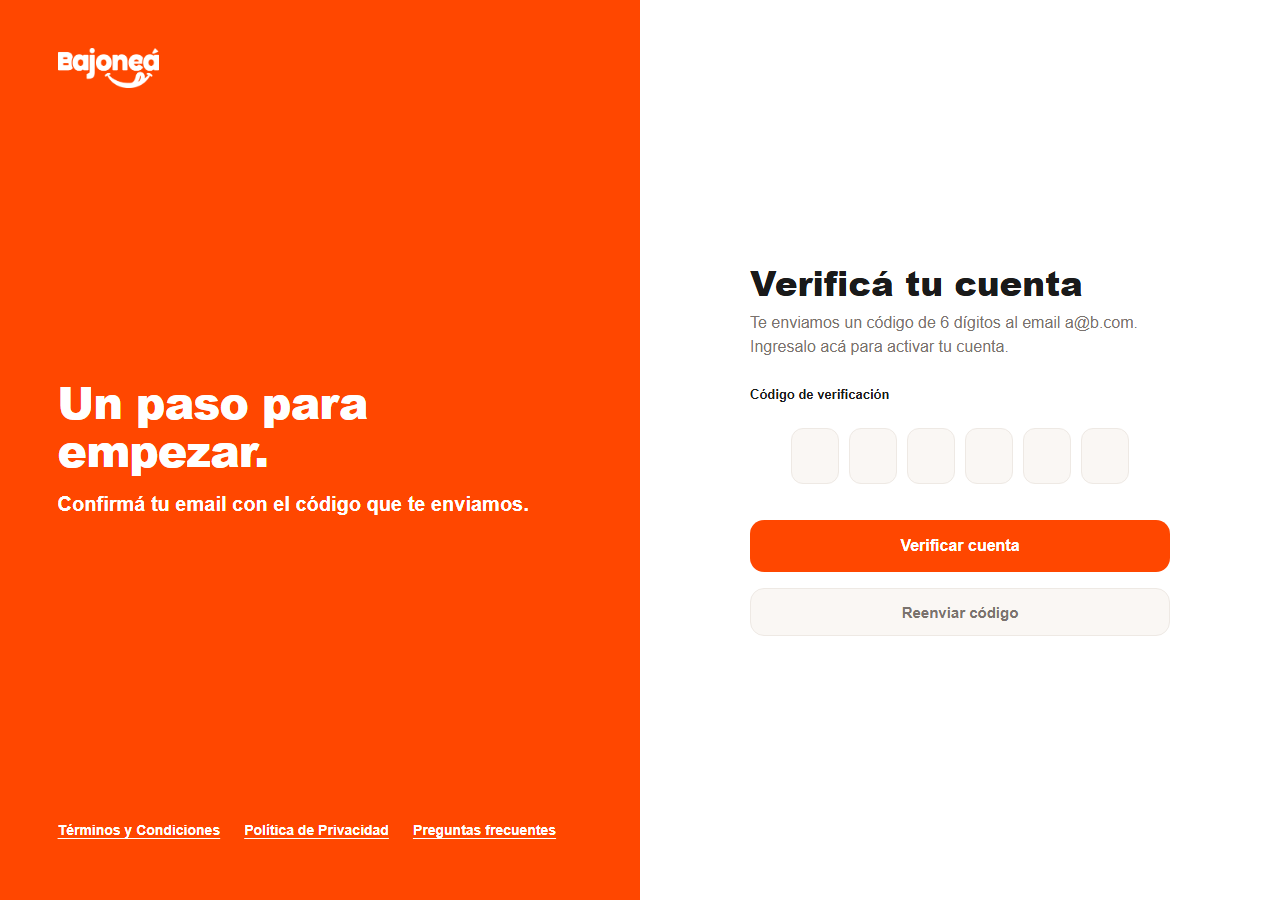 Bajoneá
Un paso para
empezar.
Confirmá tu email con el código que te enviamos.
Términos y Condiciones Política de Privacidad Preguntas frecuentes
Verificá tu cuenta
Te enviamos un código de 6 dígitos al email a@b.com.
Ingresalo acá para activar tu cuenta.
Código de verificación
Verificar cuenta
Reenviar código